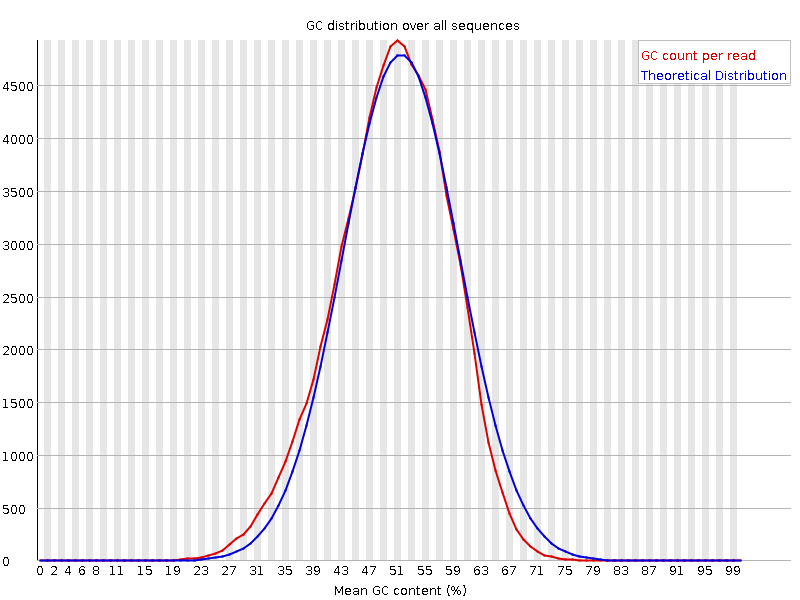 GC distribution over all sequences
GC count per read
Theoretical Distribution
4500
4000
3500
3000
2500
2000
1500
1000
500
0
0 2 4 6 8 11 15 19 23 27 31 35 39 43 47 51 55 59 63 67 71 75 79 83 87 91 95 99
Mean GC content (%)